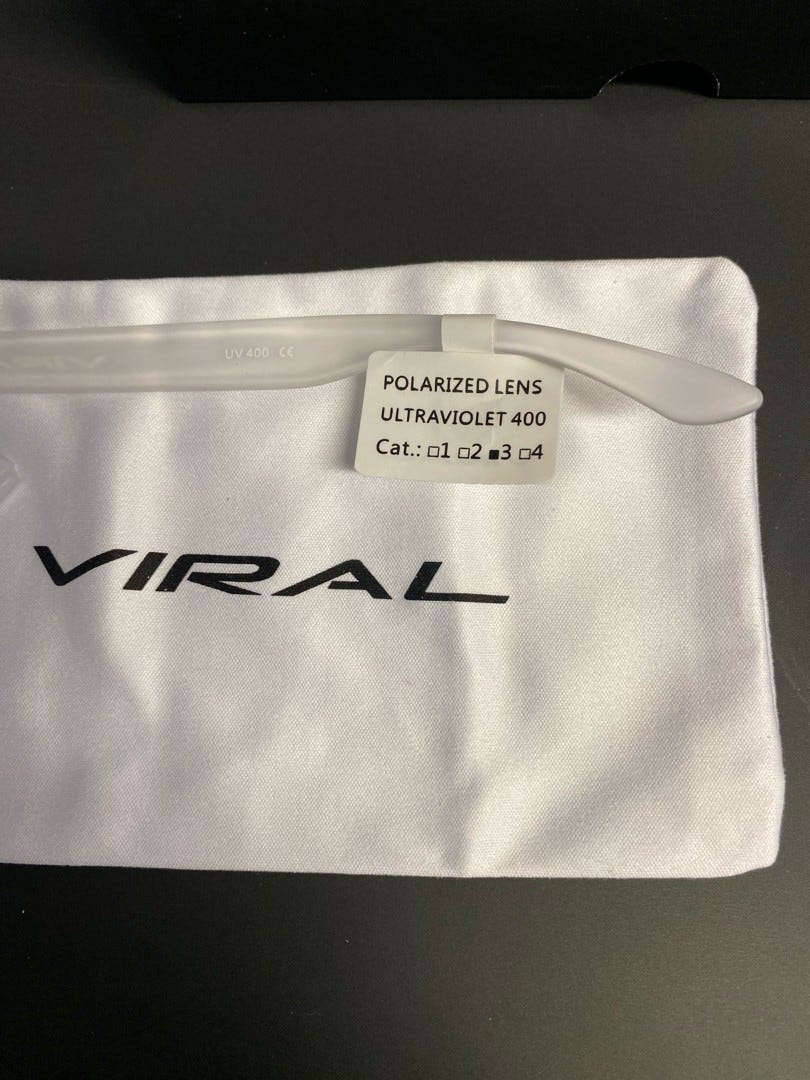 UV 400 CE
POLARIZED LENS
ULTRAVIOLET 400
Cat.: □1 □2 ■3 □4
VIRAL